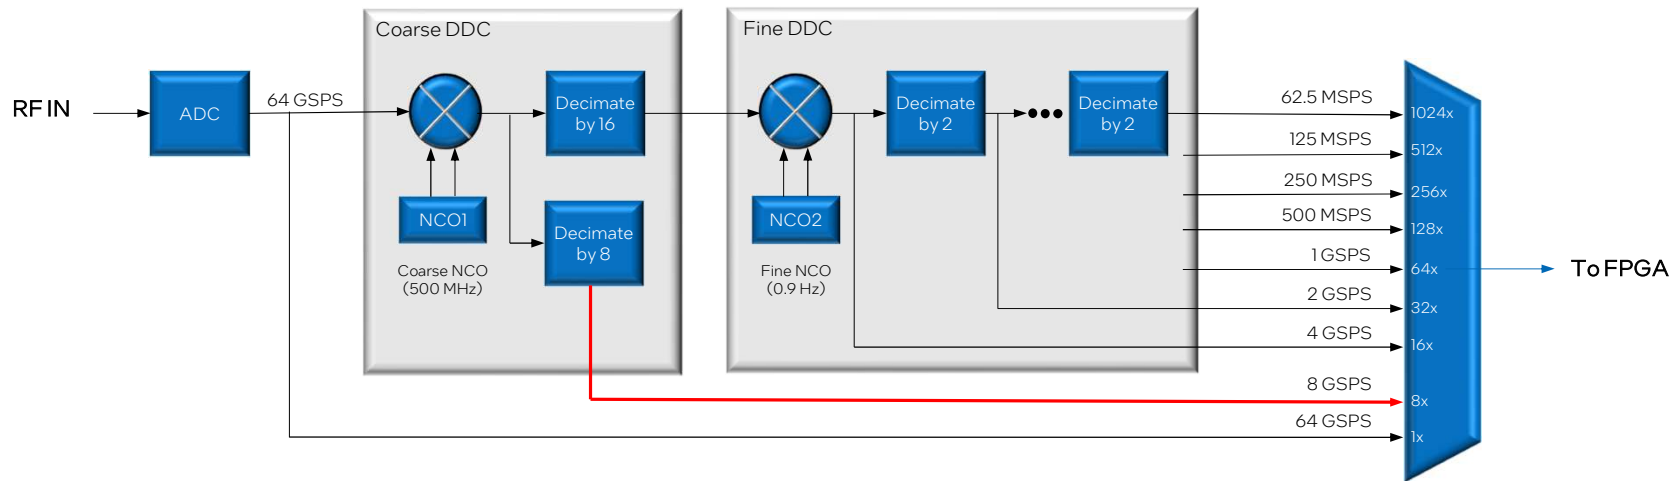 Coarse DDC
Fine DDC
RF IN
ADC
64 GSPS
Decimate
by 16
NCO1
Coarse NCO
(500 MHz)
Decimate
by 8
NCO2
Fine NCO
(0.9 Hz)
Decimate
by 2
Decimate
by 2
62.5 MSPS
1024x
125 MSPS
512x
250 MSPS
256x
500 MSPS
128x
1 GSPS
64x
To FPGA
2 GSPS
32x
4 GSPS
16x
8 GSPS
8x
64 GSPS
1x